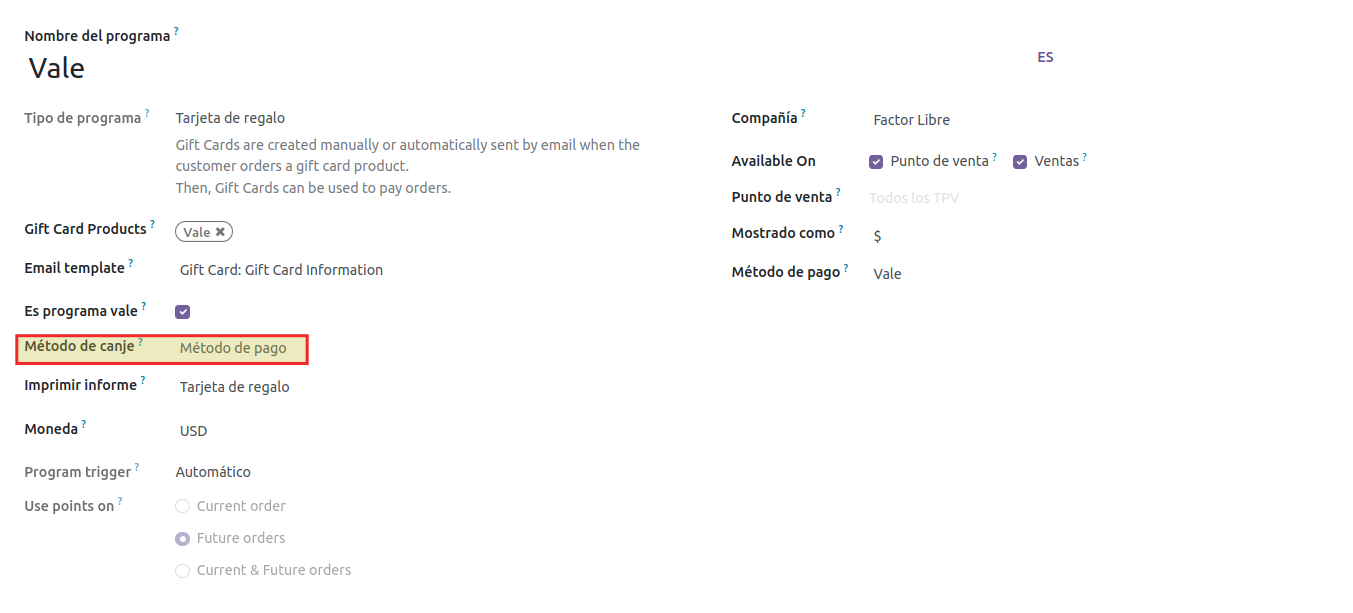 Nombre del programa ?
Vale
ES
Tipo de programa ? Tarjeta de regalo
Gift Cards are created manually or automatically sent by email when the
customer orders a gift card product.
Then, Gift Cards can be used to pay orders.
Gift Card Products ? Vale ✖
Email template ? Gift Card: Gift Card Information
Es programa vale ?
Método de canje ? Método de pago
Imprimir informe ? Tarjeta de regalo
Moneda ? USD
Program trigger ? Automático
Use points on ? Current order
Future orders
Current & Future orders
Compañía ? Factor Libre
Available On Punto de venta ? Ventas ?
Punto de venta ? Todos los TPV
Mostrado como ? $
Método de pago ? Vale